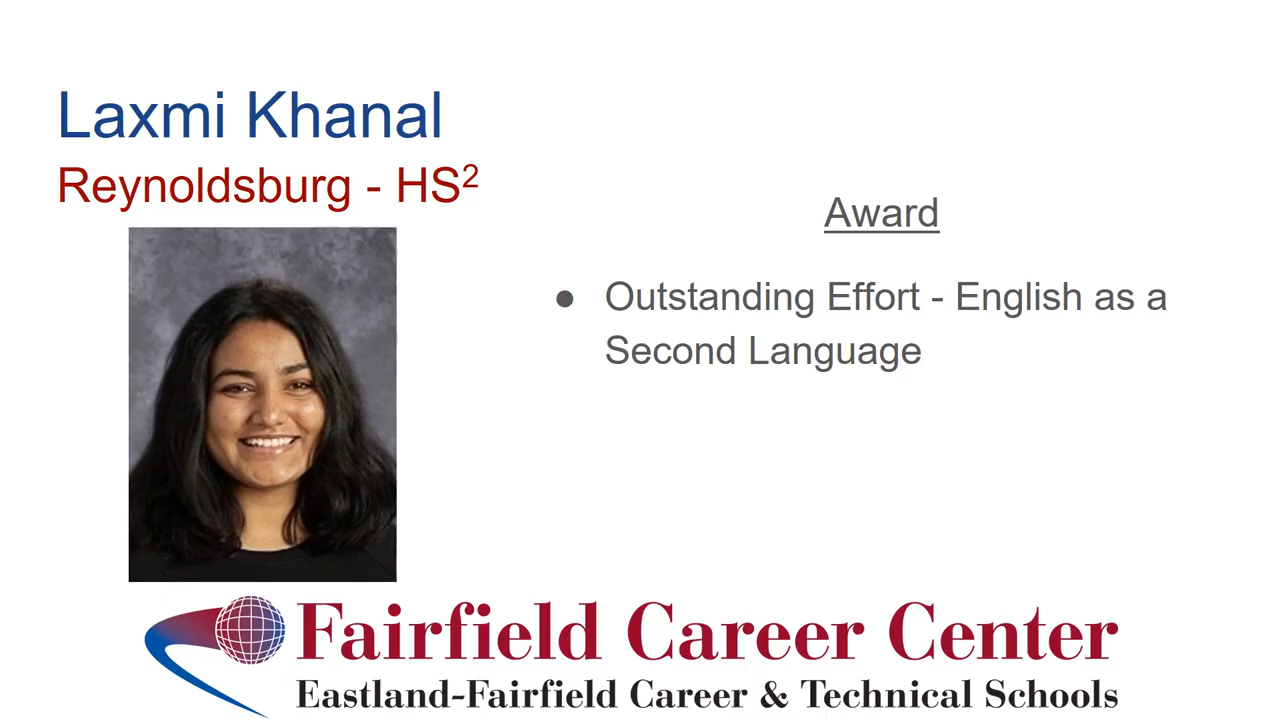 Laxmi Khanal
Reynoldsburg - HS²
Award
● Outstanding Effort - English as a
Second Language
Fairfield Career Center
Eastland-Fairfield Career & Technical Schools